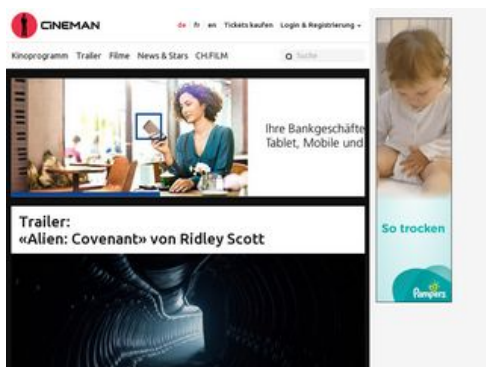 CiNEMAN
de fr en Tickets kaufen Login & Registrierung
Kinoprogramm Trailer Filme News & Stars CH.FILM
Suche
Ihre Bankgeschäfte
Tablet, Mobile und
Trailer:
«Alien: Covenant» von Ridley Scott
So trocken
Pampers